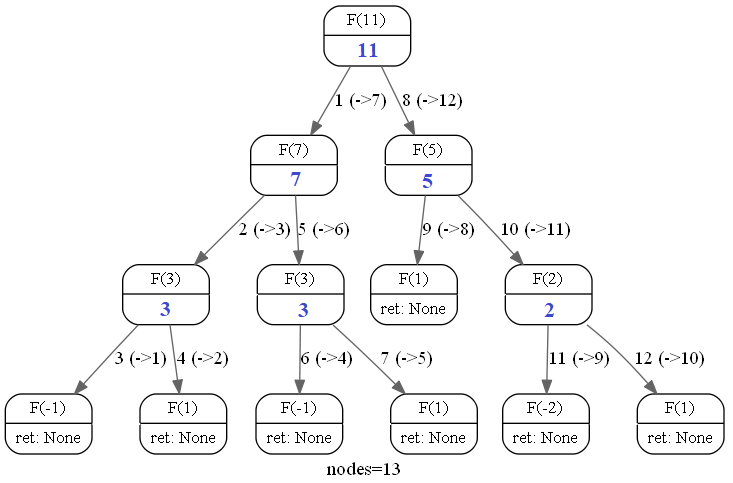 F(11)
11
1 (->7)
8 (->12)
F(7)
7
F(5)
5
2 (->3)
5 (->6)
9 (->8)
10 (->11)
F(3)
3
F(3)
3
F(1)
ret: None
F(2)
2
3 (->1)
4 (->2)
6 (->4)
7 (->5)
11 (->9)
12 (->10)
F(-1)
ret: None
F(1)
ret: None
F(-1)
ret: None
F(1)
ret: None
F(-2)
ret: None
F(1)
ret: None
nodes=13